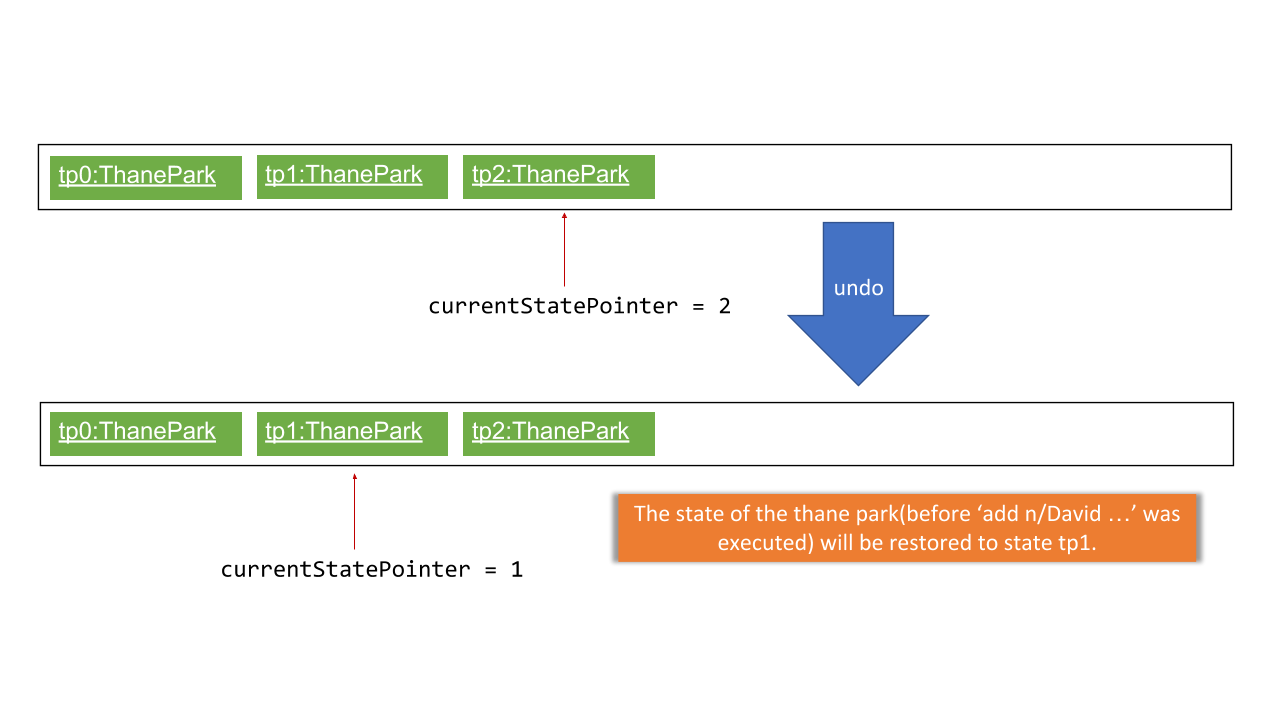 tp0:ThanePark tp1:ThanePark tp2:ThanePark
currentStatePointer = 2
undo
tp0:ThanePark tp1:ThanePark tp2:ThanePark
currentStatePointer = 1
The state of the thane park(before ‘add n/David …’ was
executed) will be restored to state tp1.